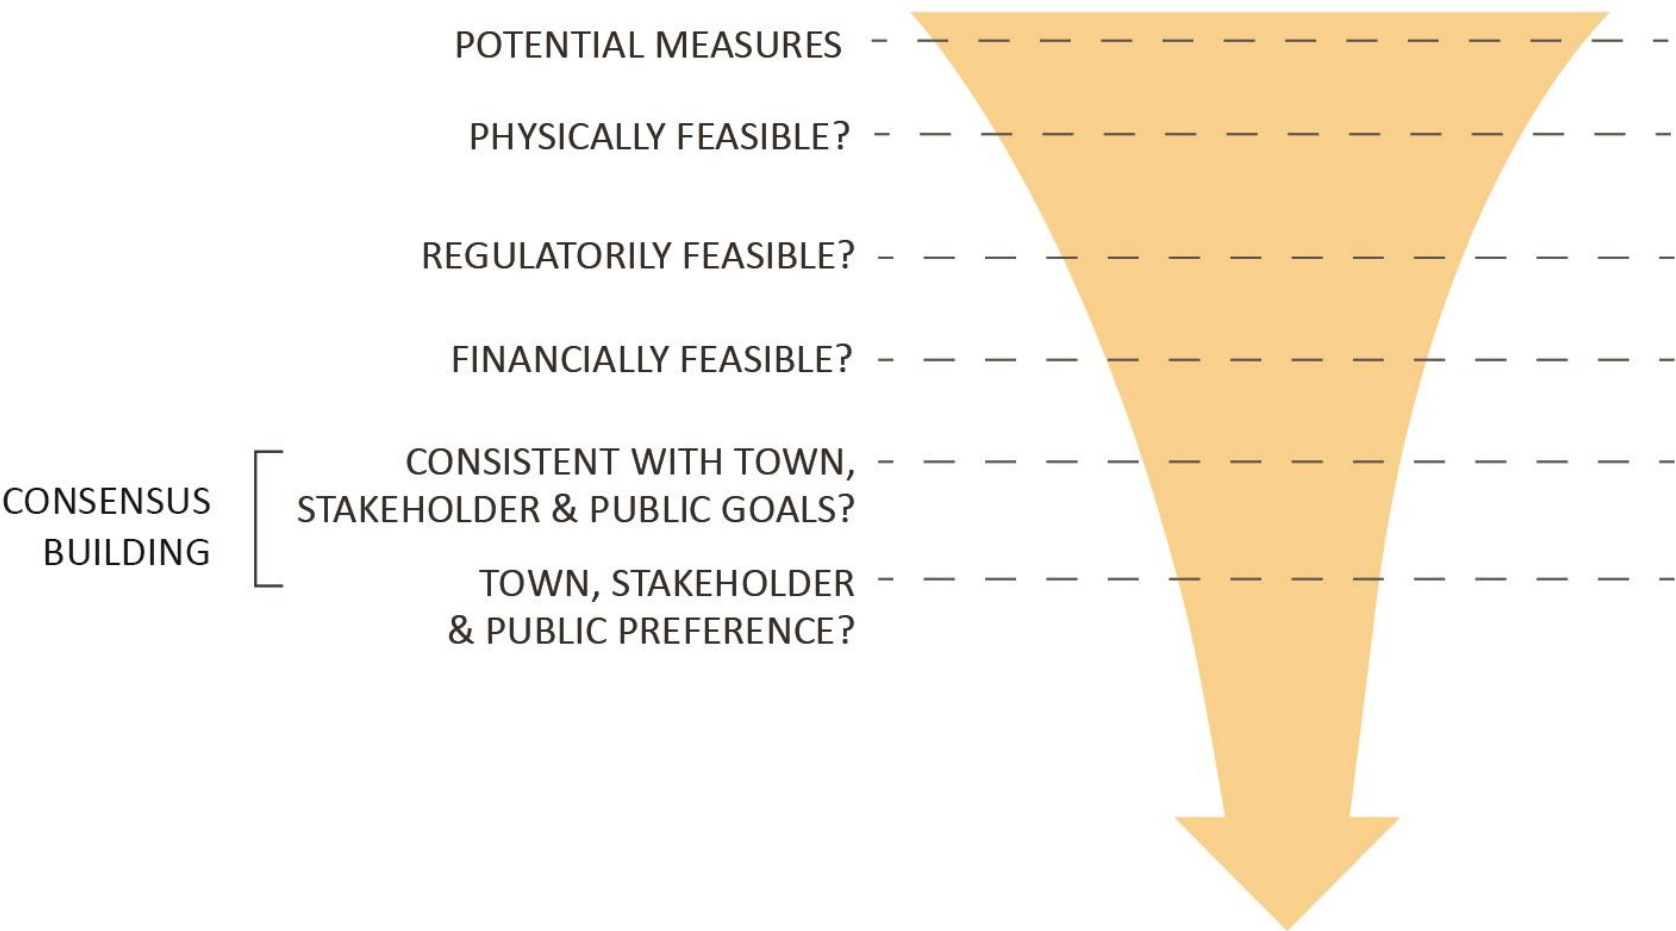 POTENTIAL MEASURES
PHYSICALLY FEASIBLE?
REGULATORILY FEASIBLE?
FINANCIALLY FEASIBLE?
CONSENSUS
BUILDING
CONSISTENT WITH TOWN,
STAKEHOLDER & PUBLIC GOALS?
TOWN, STAKEHOLDER
& PUBLIC PREFERENCE?